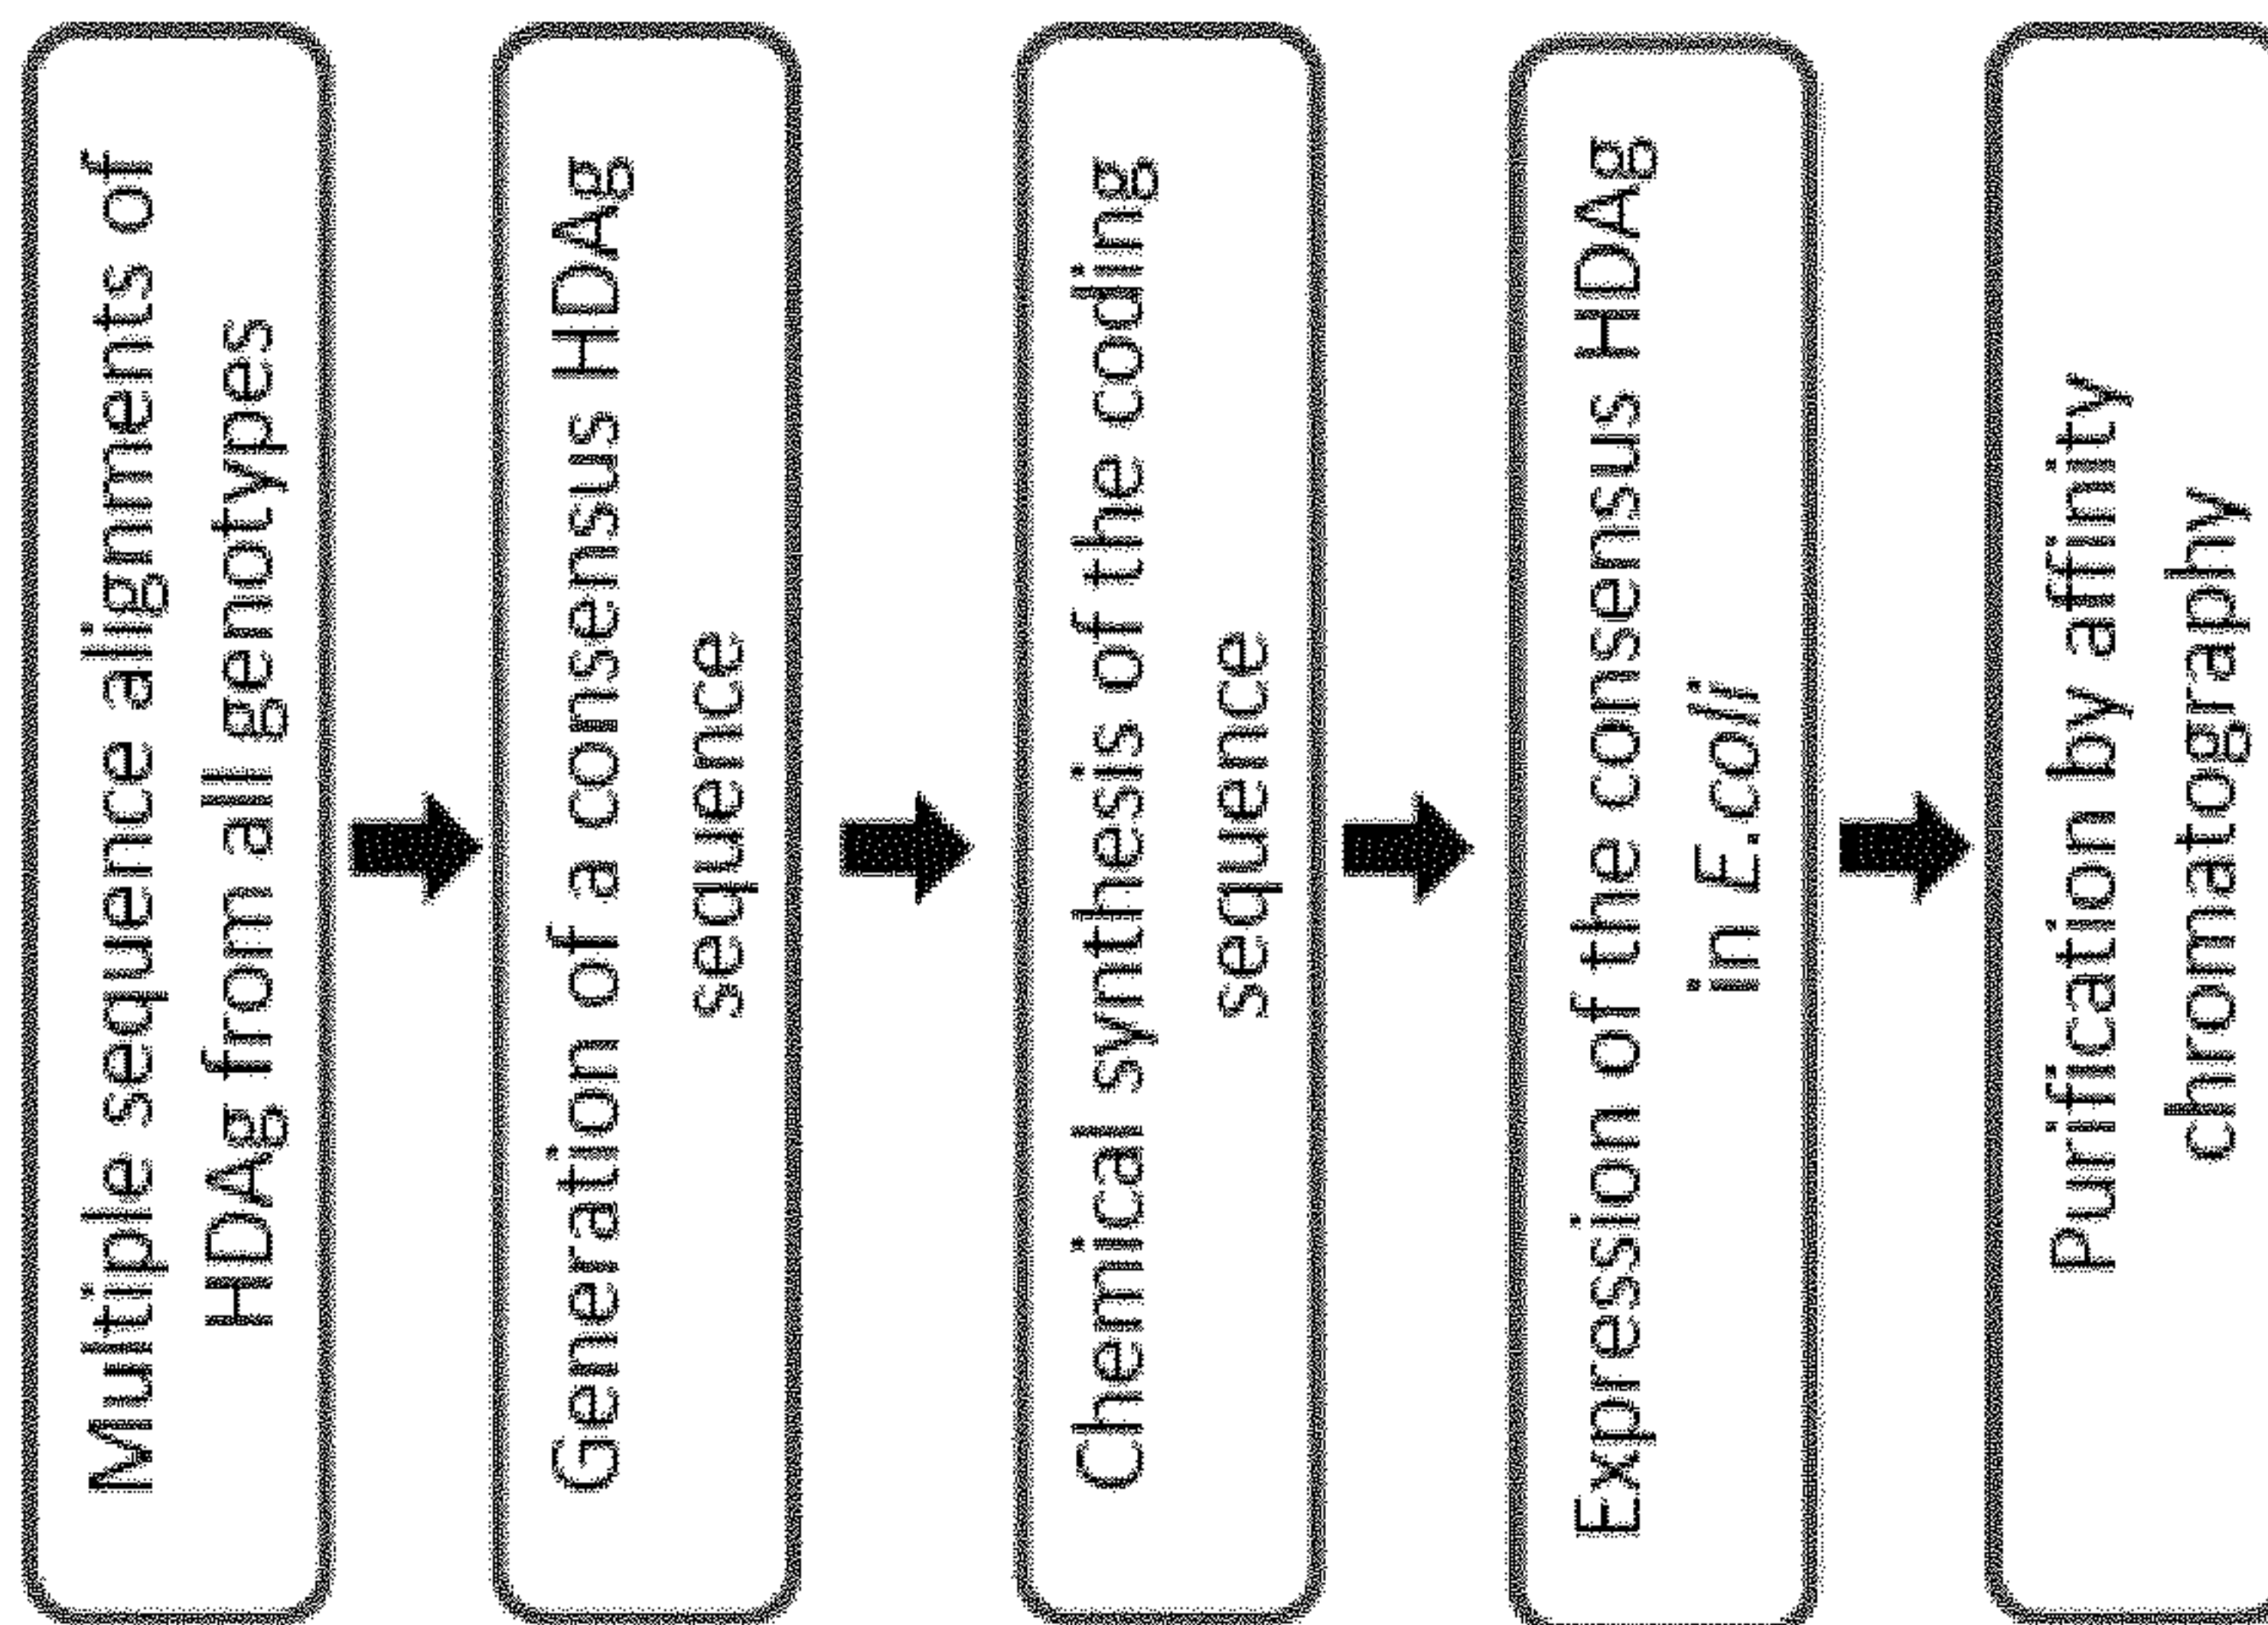 Multiple sequence alignments of
HDAg from all genotypes
Generation of a consensus HDAg
sequence
Chemical synthesis of the coding
sequence
Expression of the consensus HDAg
in E.coli
Purification by affinity
chromatography